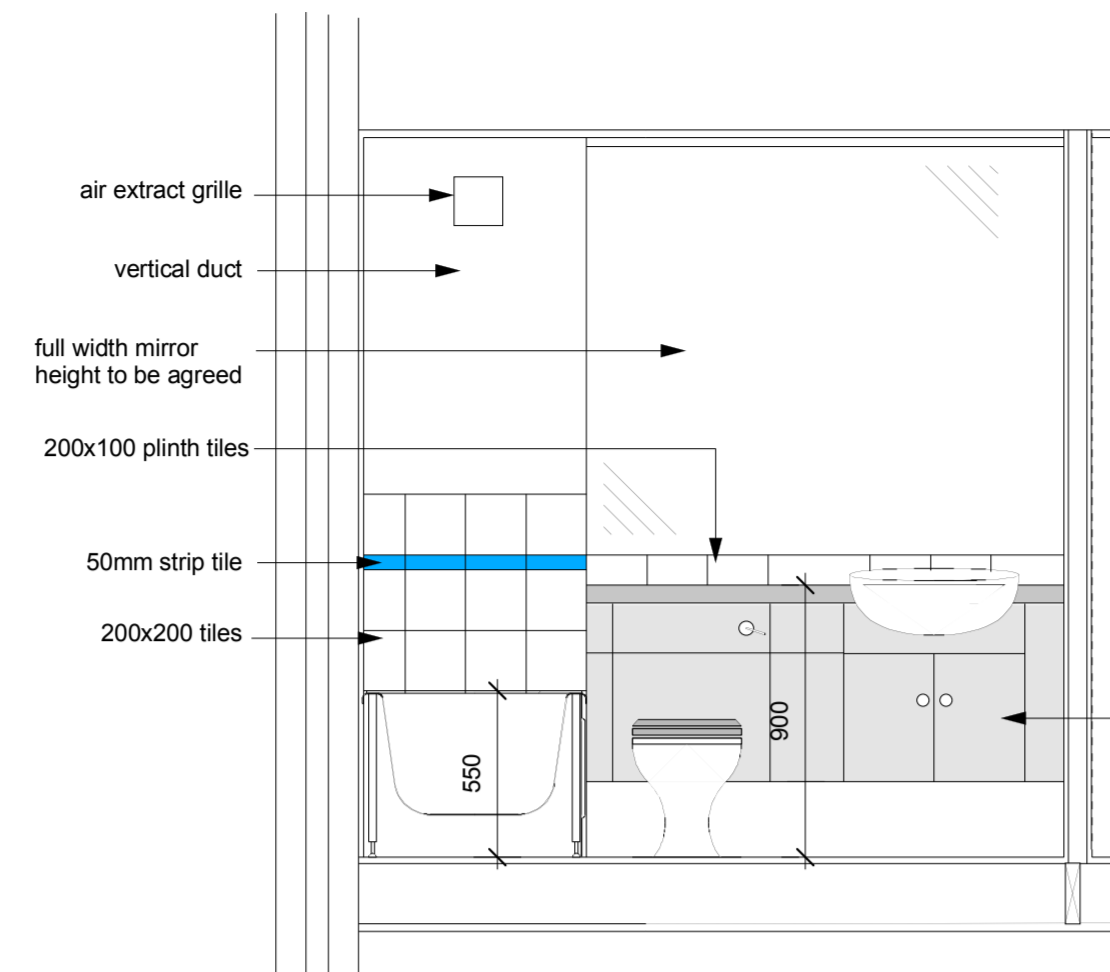 air extract grille
vertical duct
full width mirror
height to be agreed
200x100 plinth tiles
50mm strip tile
200x200 tiles
550
900